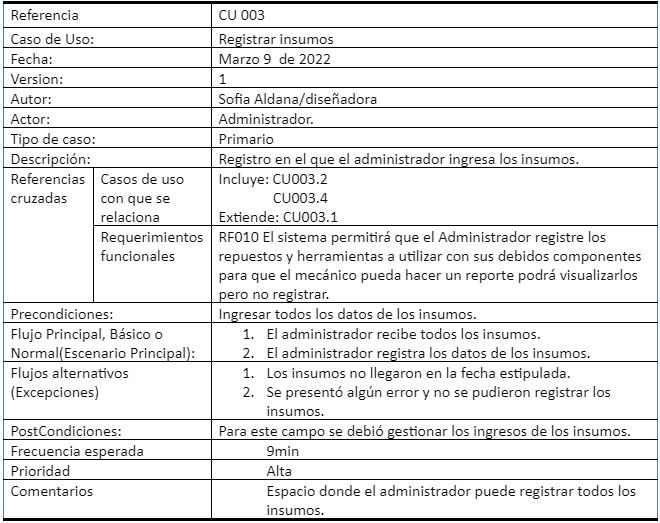 Referencia CU 003
Caso de Uso: Registrar insumos
Fecha: Marzo 9  de 2022
Version: 1
Autor: Sofia Aldana/diseñadora
Actor: Administrador.
Tipo de caso: Primario
Descripción: Registro en el que el administrador ingresa los insumos.
Referencias cruzadas
Casos de uso con que se relaciona
Incluye: CU003.2
CU003.4
Extiende: CU003.1
Requerimientos funcionales
RF010 El sistema permitirá que el Administrador registre los
repuestos y herramientas a utilizar con sus debidos componentes
para que el mecánico pueda hacer un reporte podrá visualizarlos
pero no registrar.
Precondiciones: Ingresar todos los datos de los insumos.
Flujo Principal, Básico o
Normal(Escenario Principal):
1. El administrador recibe todos los insumos.
2. El administrador registra los datos de los insumos.
Flujos alternativos
(Excepciones)
1. Los insumos no llegaron en la fecha estipulada.
2. Se presentó algún error y no se pudieron registrar los
insumos.
PostCondiciones: Para este campo se debió gestionar los ingresos de los insumos.
Frecuencia esperada 9min
Prioridad Alta
Comentarios Espacio donde el administrador puede registrar todos los
insumos.